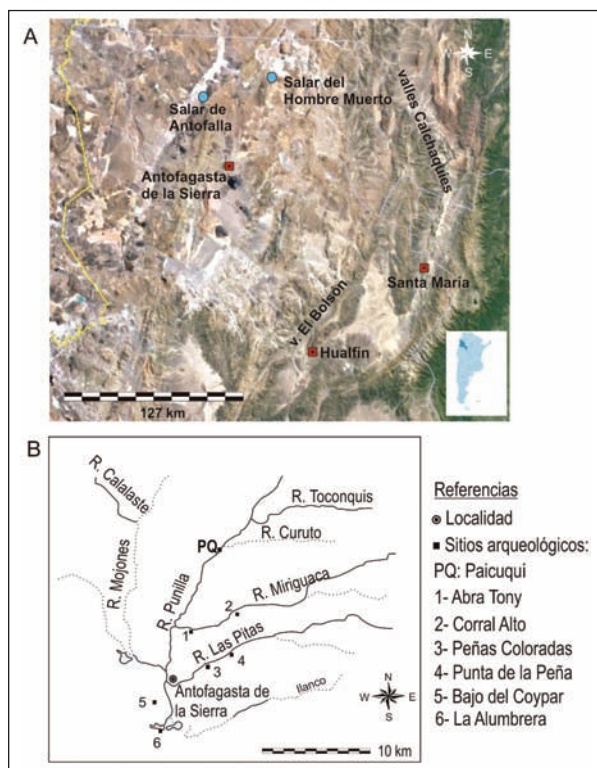 A
N
W E
S
Salar del
Hombre Muerto
Salar de
Antofalla
valles Calchaquíes
Antofagasta
de la Sierra
Santa María
v. El Bolsón
Hualfín
127 km
B
R. Calalaste
R. Toconquis
R. Curuto
PQ
R. Mojones
R. Punilla
R. Miriguaca
2
1
R. Las Pitas
4
3
Antofagasta de
la Sierra
Ilanco
5
6
N
W E
S
10 km
Referencias
Localidad
Sitios arqueológicos:
PQ: Paicuqui
1- Abra Tony
2- Corral Alto
3- Peñas Coloradas
4- Punta de la Peña
5- Bajo del Coypar
6- La Alumbrera